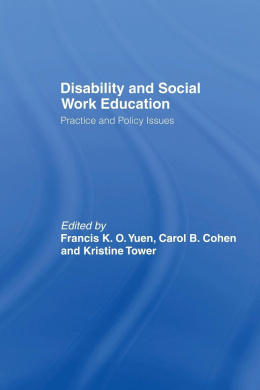 Disability and Social
Work Education
Practice and Policy Issues
Edited by
Francis K. O. Yuen, Carol B. Cohen
and Kristine Tower